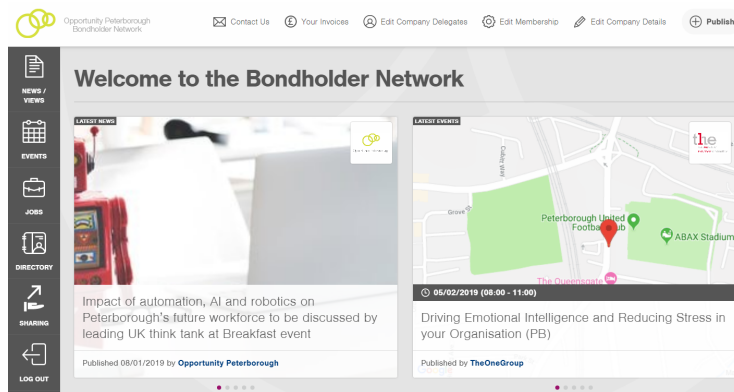 Opportunity Peterborough
Bondholder Network
Contact Us
£ Your Invoices
Edit Company Delegates
Edit Membership
Edit Company Details
Publish
NEWS /
VIEWS
EVENTS
JOBS
DIRECTORY
SHARING
LOG OUT
Welcome to the Bondholder Network
LATEST NEWS
Impact of automation, AI and robotics on
Peterborough's future workforce to be discussed by
leading UK think tank at Breakfast event
Published 08/01/2019 by Opportunity Peterborough
LATEST EVENTS
the
Oakley Way
Grove St
Peterborough United
Football Club
ABAX Stadium
The Queensgate
05/02/2019 (08:00 - 11:00)
Driving Emotional Intelligence and Reducing Stress in
your Organisation (PB)
Published by TheOneGroup